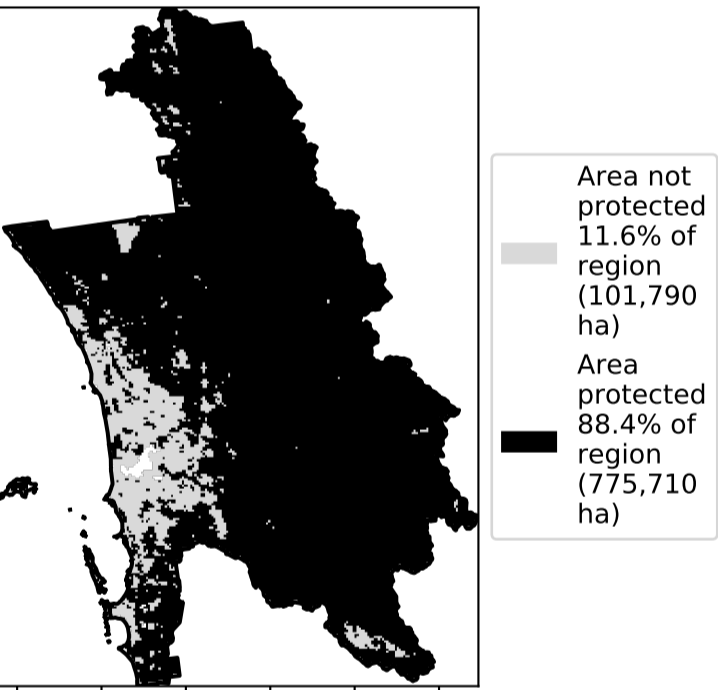 Area not
protected
11.6% of
region
(101,790
ha)
Area
protected
88.4% of
region
(775,710
ha)